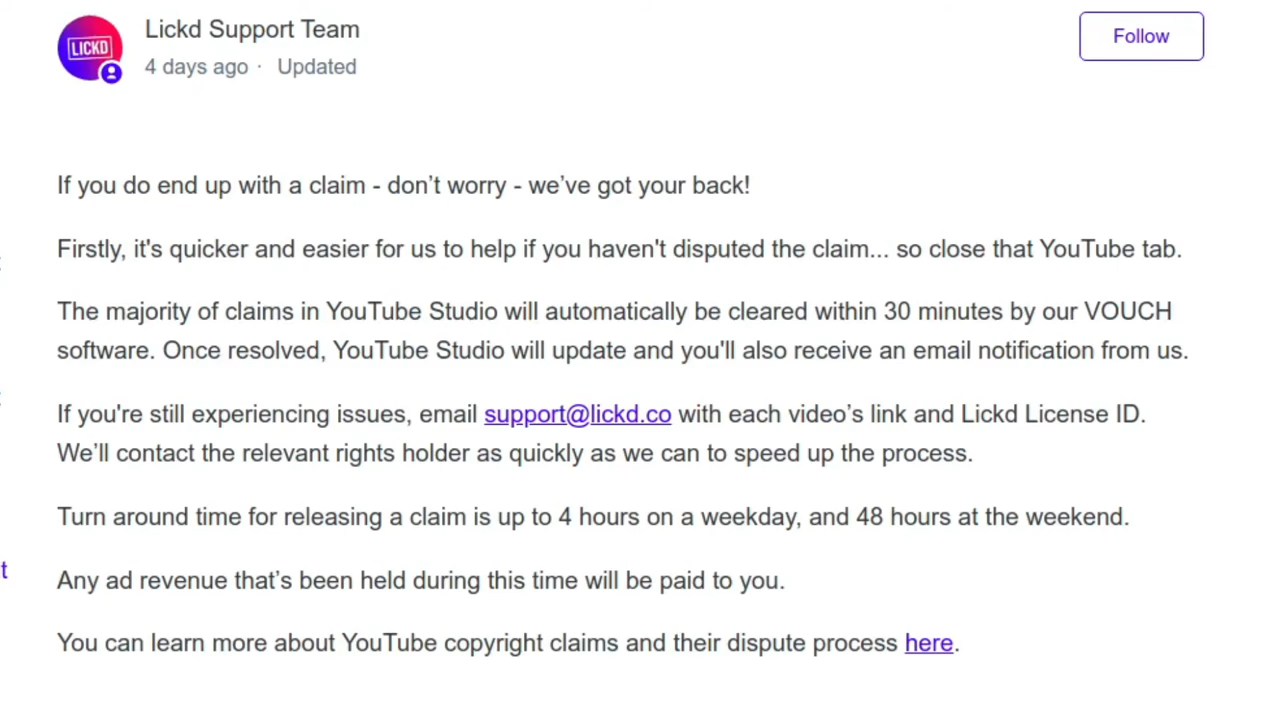 LICKD
Lickd Support Team
Follow
4 days ago · Updated
If you do end up with a claim - don’t worry - we’ve got your back!
Firstly, it's quicker and easier for us to help if you haven't disputed the claim... so close that YouTube tab.
The majority of claims in YouTube Studio will automatically be cleared within 30 minutes by our VOUCH
software. Once resolved, YouTube Studio will update and you'll also receive an email notification from us.
If you're still experiencing issues, email support@lickd.co with each video’s link and Lickd License ID.
We’ll contact the relevant rights holder as quickly as we can to speed up the process.
Turn around time for releasing a claim is up to 4 hours on a weekday, and 48 hours at the weekend.
Any ad revenue that’s been held during this time will be paid to you.
You can learn more about YouTube copyright claims and their dispute process here.